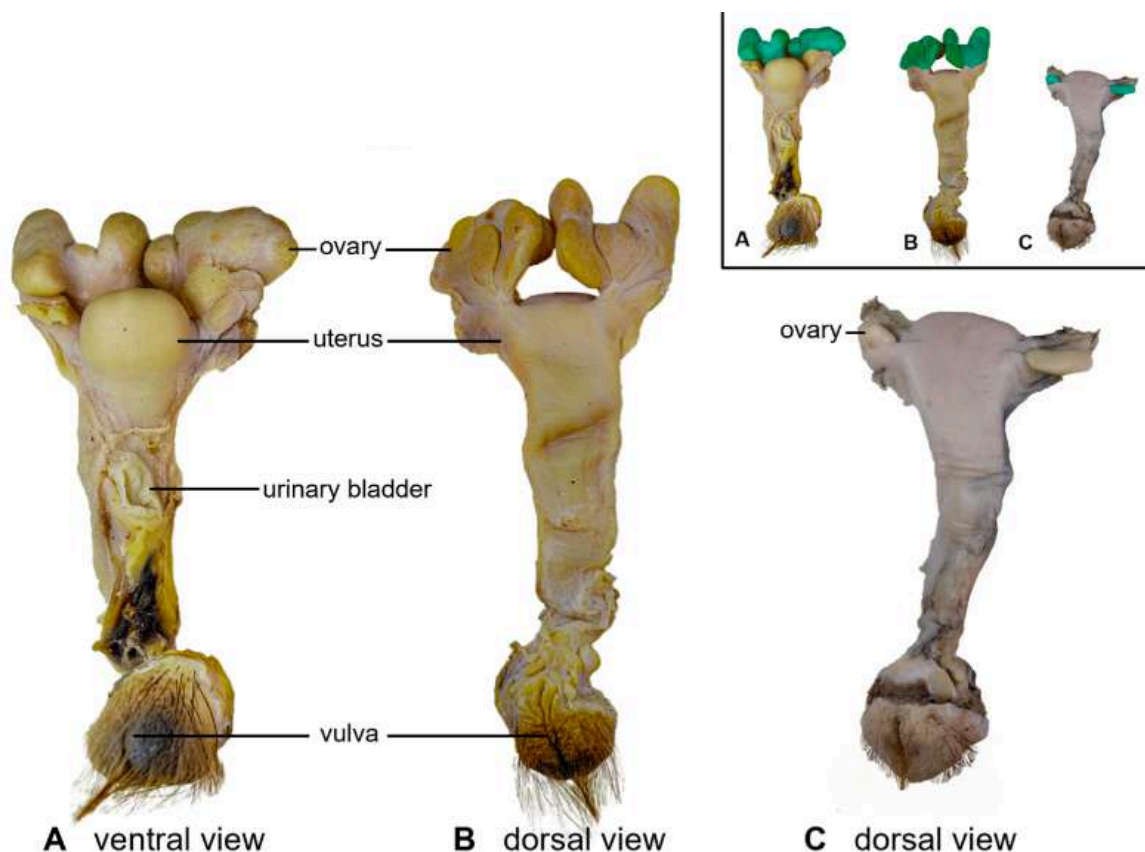 A
B
C
ovary
ovary
uterus
urinary bladder
vulva
A ventral view
B dorsal view
C dorsal view